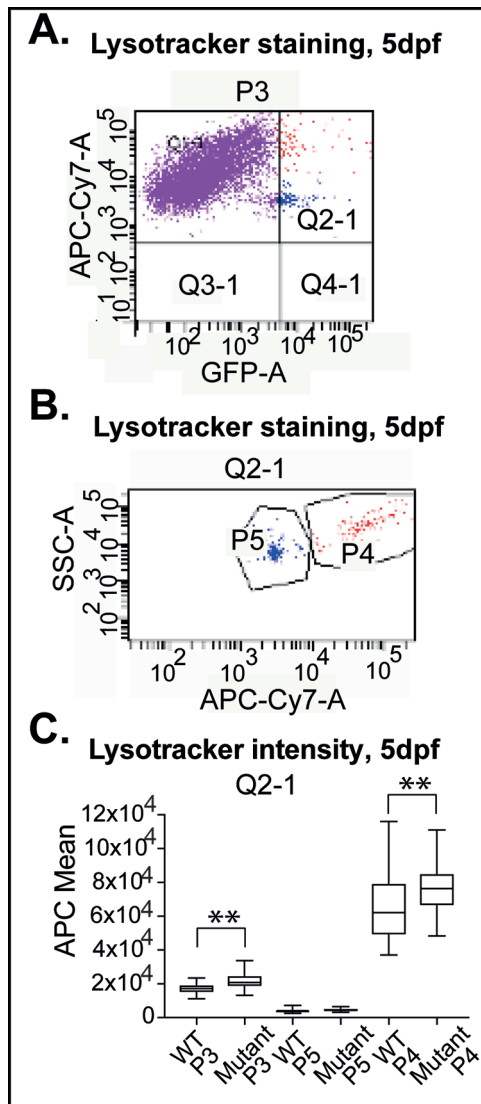 A. Lysotracker staining, 5dpf
P3
APC-Cy7-A
10^5
10^4
10^3
10^2
10^1
Q2-1
Q3-1
Q4-1
10^2 10^3 10^4 10^5
GFP-A
B. Lysotracker staining, 5dpf
Q2-1
SSC-A
10^5
10^4
10^3
10^2
P5
P4
10^2 10^3 10^4 10^5
APC-Cy7-A
C. Lysotracker intensity, 5dpf
Q2-1
APC Mean
12x10^4
10x10^4
8x10^4
6x10^4
4x10^4
2x10^4
0
**
**
WT P3
Mutant P3
WT P5
Mutant P5
WT P4
Mutant P4